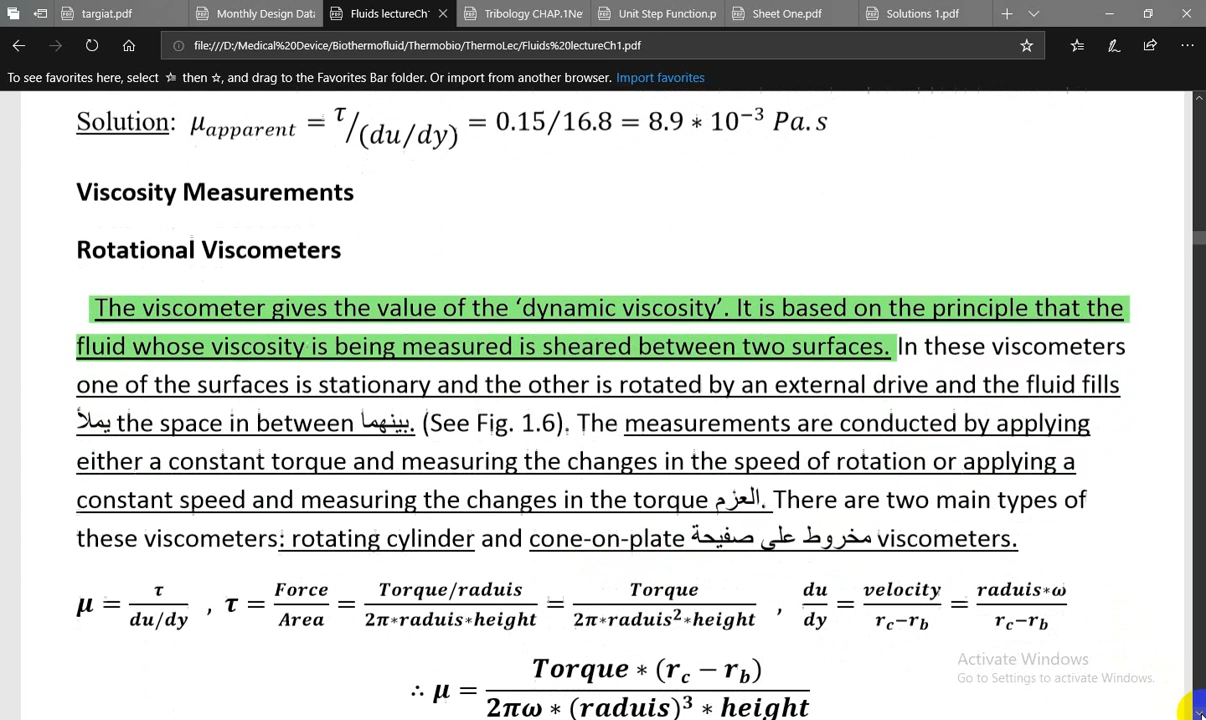 targiat.pdf
Monthly Design Data
Fluids lectureCh1
Tribology CHAP.1Ne
Unit Step Function.p
Sheet One.pdf
Solutions 1.pdf
file:///D:/Medical%20Device/Biothermofluid/Thermobio/ThermoLec/Fluids%20lectureCh1.pdf
To see favorites here, select then ☆, and drag to the Favorites Bar folder. Or import from another browser. Import favorites
Solution: μ_apparent = τ/(du/dy) = 0.15/16.8 = 8.9 * 10⁻³ Pa.s
Viscosity Measurements
Rotational Viscometers
The viscometer gives the value of the ‘dynamic viscosity’. It is based on the principle that the
fluid whose viscosity is being measured is sheared between two surfaces. In these viscometers
one of the surfaces is stationary and the other is rotated by an external drive and the fluid fills
يملأ the space in between بينهما. (See Fig. 1.6). The measurements are conducted by applying
either a constant torque and measuring the changes in the speed of rotation or applying a
constant speed and measuring the changes in the torque العزم. There are two main types of
these viscometers: rotating cylinder and cone-on-plate مخروط على صفيحة viscometers.
μ = τ/(du/dy) , τ = Force/Area = (Torque/raduis)/(2π*raduis*height) = Torque/(2π*raduis²*height) , du/dy = velocity/(r_c−r_b) = (raduis*ω)/(r_c−r_b)
∴ μ = (Torque * (r_c − r_b))/(2πω * (raduis)³ * height)
Activate Windows
Go to Settings to activate Windows.